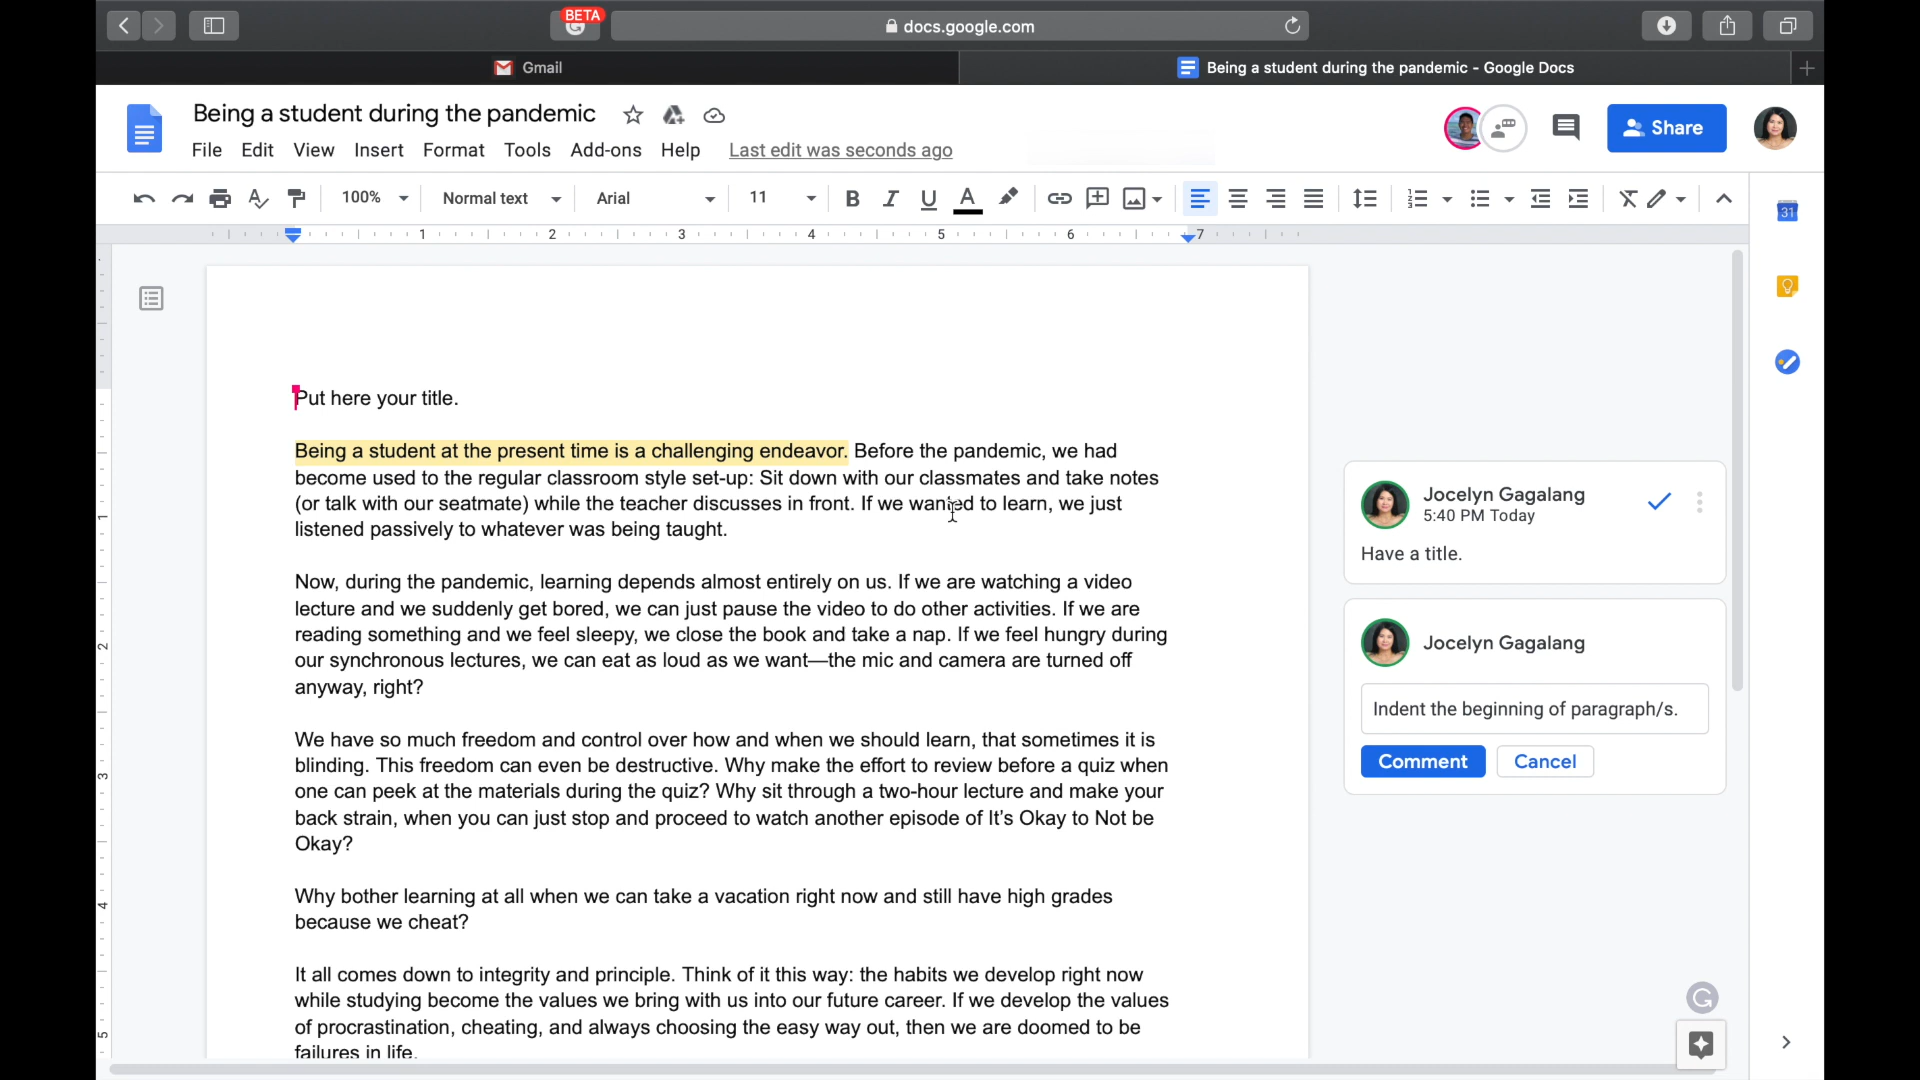 BETA
docs.google.com
Gmail
Being a student during the pandemic - Google Docs
Being a student during the pandemic
Share
File Edit View Insert Format Tools Add-ons Help Last edit was seconds ago
100% Normal text Arial 11
1 2 3 4 5 6 7
31
Put here your title.
Being a student at the present time is a challenging endeavor. Before the pandemic, we had
become used to the regular classroom style set-up: Sit down with our classmates and take notes
(or talk with our seatmate) while the teacher discusses in front. If we wanted to learn, we just
listened passively to whatever was being taught.
Now, during the pandemic, learning depends almost entirely on us. If we are watching a video
lecture and we suddenly get bored, we can just pause the video to do other activities. If we are
reading something and we feel sleepy, we close the book and take a nap. If we feel hungry during
our synchronous lectures, we can eat as loud as we want—the mic and camera are turned off
anyway, right?
We have so much freedom and control over how and when we should learn, that sometimes it is
blinding. This freedom can even be destructive. Why make the effort to review before a quiz when
one can peek at the materials during the quiz? Why sit through a two-hour lecture and make your
back strain, when you can just stop and proceed to watch another episode of It's Okay to Not be
Okay?
Why bother learning at all when we can take a vacation right now and still have high grades
because we cheat?
It all comes down to integrity and principle. Think of it this way: the habits we develop right now
while studying become the values we bring with us into our future career. If we develop the values
of procrastination, cheating, and always choosing the easy way out, then we are doomed to be
failures in life.
Jocelyn Gagalang
5:40 PM Today
Have a title.
Jocelyn Gagalang
Indent the beginning of paragraph/s.
Comment Cancel
1
2
3
4
5